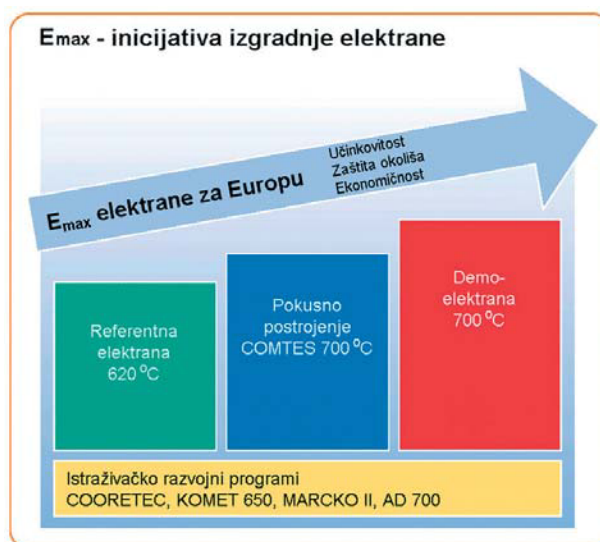 Emax - inicijativa izgradnje elektrane
Emax elektrane za Europu
Učinkovitost
Zaštita okoliša
Ekonomičnost
Referentna
elektrana
620 °C
Pokusno
postrojenje
COMTES 700 °C
Demo-
elektrana
700 °C
Istraživačko razvojni programi
COORETEC, KOMET 650, MARCKO II, AD 700